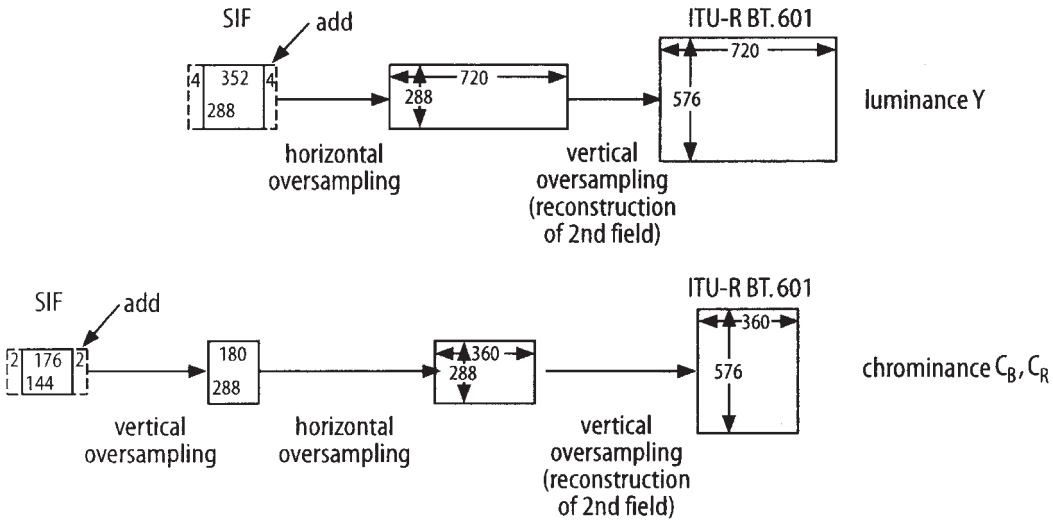 SIF
add
ITU-R BT. 601
4 352 4
288
720
288
720
576
luminance Y
horizontal
oversampling
vertical
oversampling
(reconstruction
of 2nd field)
SIF
add
ITU-R BT. 601
2 176 2
144
180
288
360
288
360
576
chrominance CB, CR
vertical
oversampling
horizontal
oversampling
vertical
oversampling
(reconstruction
of 2nd field)